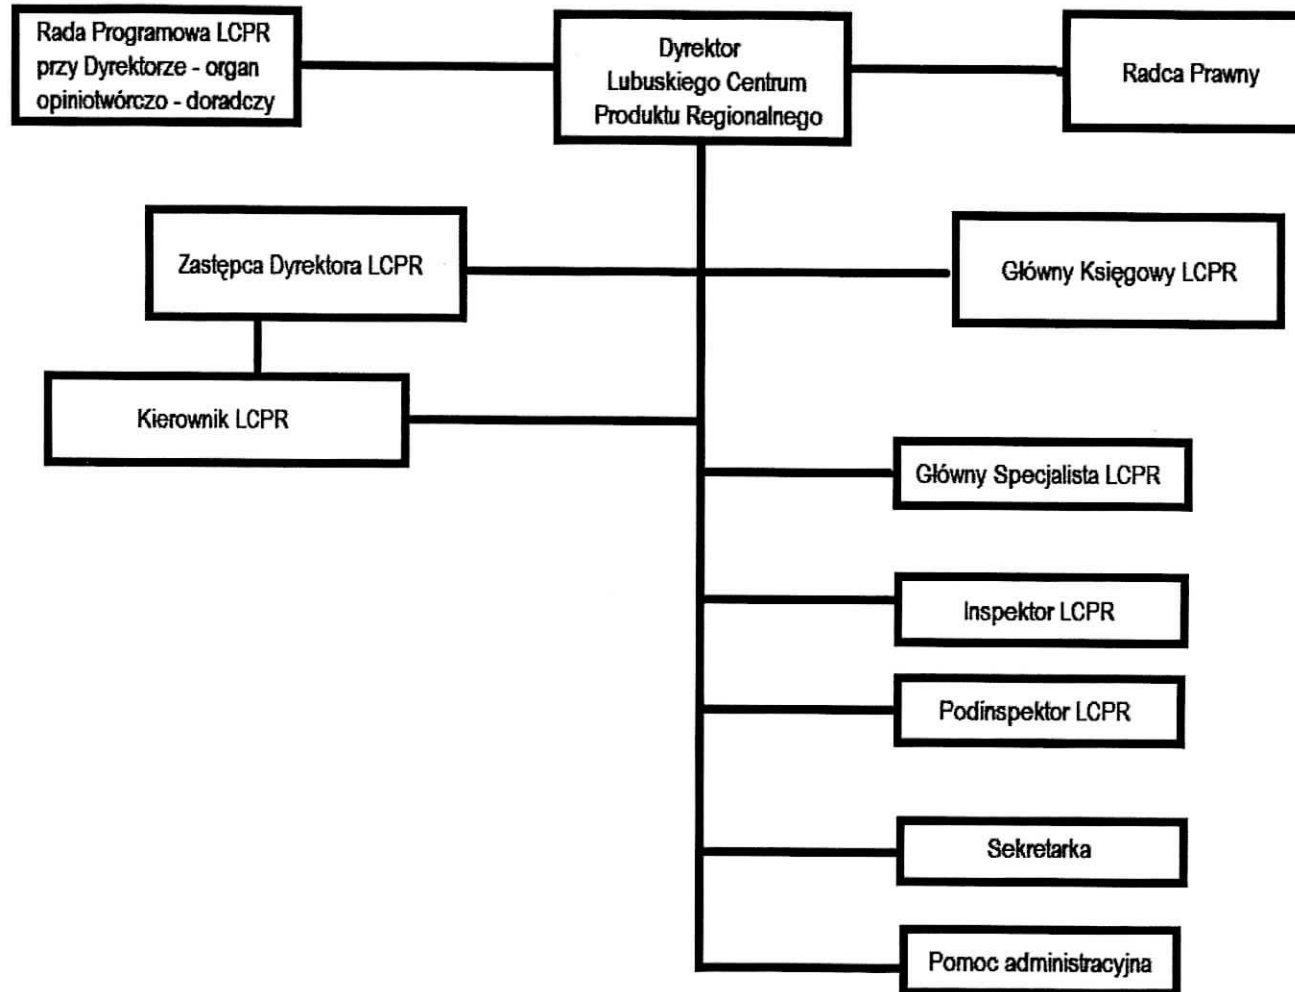 Rada Programowa LCPR
przy Dyrektorze - organ
opiniotwórczo - doradczy
Dyrektor
Lubuskiego Centrum
Produktu Regionalnego
Radca Prawny
Zastępca Dyrektora LCPR
Główny Księgowy LCPR
Kierownik LCPR
Główny Specjalista LCPR
Inspektor LCPR
Podinspektor LCPR
Sekretarka
Pomoc administracyjna